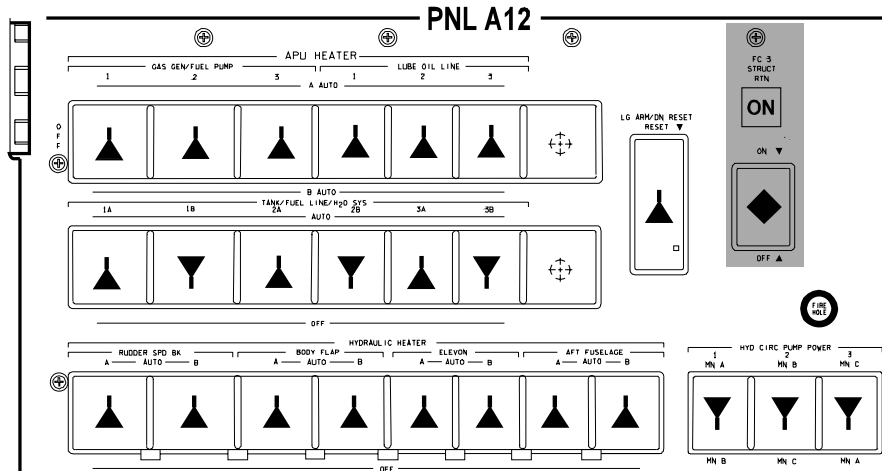 PNL A12
APU HEATER
GAS GEN/FUEL PUMP LUBE OIL LINE
1 2 3 1 2 3
A AUTO
OFF
B AUTO
TANK/FUEL LINE/H2O SYS
1A 1B 2A 2B 3A 3B
AUTO
OFF
LG ARM/DN RESET
RESET ▼
FC 3
STRUCT
RTN
ON
ON ▼
OFF ▲
FIRE
HOLE
HYDRAULIC HEATER
RUDDER SPD BK BODY FLAP ELEVON AFT FUSELAGE
A AUTO B A AUTO B A AUTO B A AUTO B
OFF
HYD CIRC PUMP POWER
1 2 3
MN A MN B MN C
MN B MN C MN A